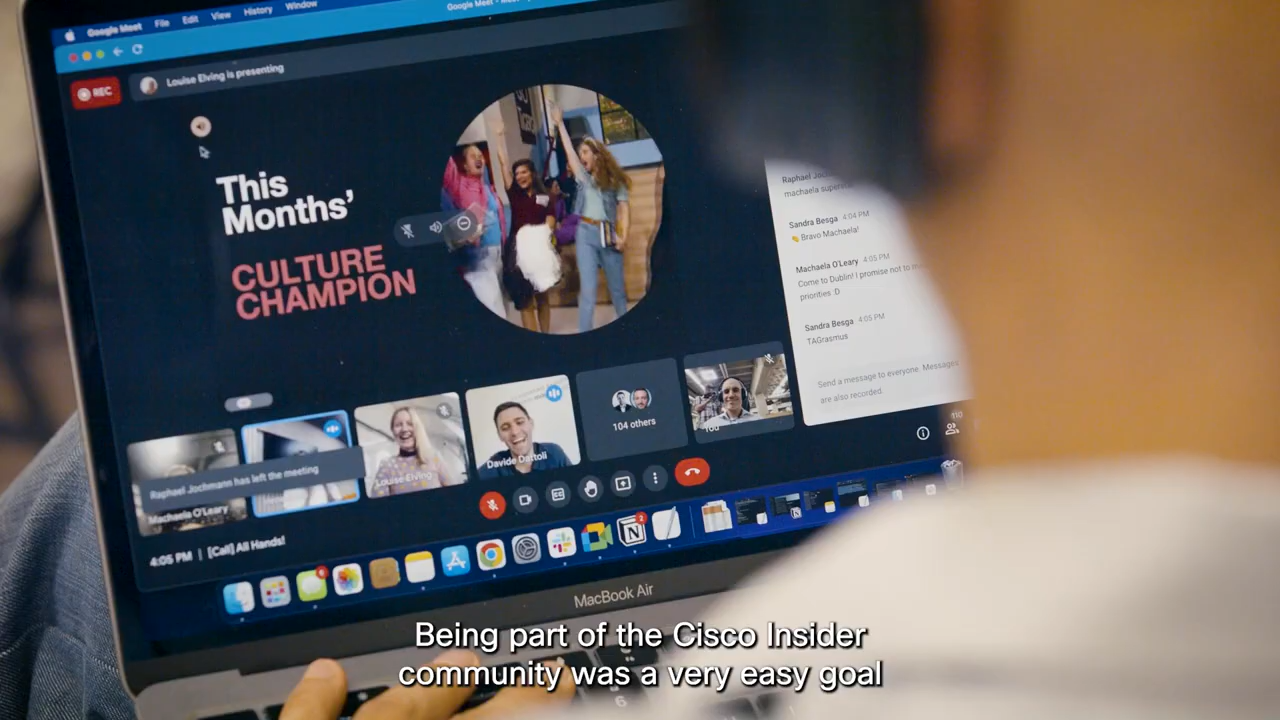 Google Meet File Edit View History Window
REC
Louise Elving is presenting
This
Months'
CULTURE
CHAMPION
machaela
Sandra Besga 4:04 PM
Bravo Machaela!
Machaela O'Leary 4:05 PM
Come to Dublin! I promise not to
priorities :D
Sandra Besga 4:05 PM
TAGrasmus
Send a message to everyone. Messages
are also recorded.
Raphael Jochmann has left the meeting
Machaela O'Leary
Louise Elving
Davide Dattoli
104 others
You
110
4:05 PM | [Call] All Hands!
MacBook Air
Being part of the Cisco Insider
community was a very easy goal